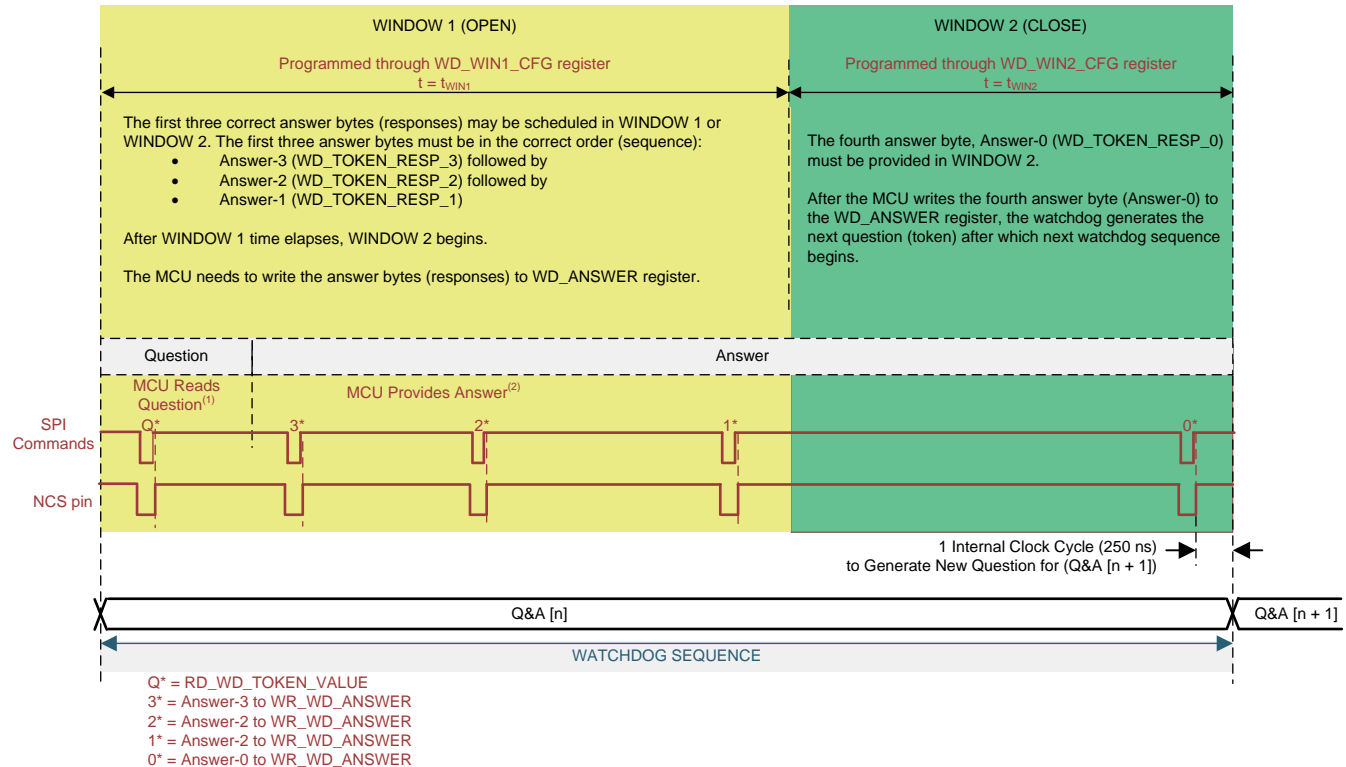 WINDOW 1 (OPEN)
WINDOW 2 (CLOSE)
Programmed through WD_WIN1_CFG register
t = tWIN1
Programmed through WD_WIN2_CFG register
t = tWIN2
The first three correct answer bytes (responses) may be scheduled in WINDOW 1 or
WINDOW 2. The first three answer bytes must be in the correct order (sequence):
• Answer-3 (WD_TOKEN_RESP_3) followed by
• Answer-2 (WD_TOKEN_RESP_2) followed by
• Answer-1 (WD_TOKEN_RESP_1)
After WINDOW 1 time elapses, WINDOW 2 begins.
The MCU needs to write the answer bytes (responses) to WD_ANSWER register.
The fourth answer byte, Answer-0 (WD_TOKEN_RESP_0)
must be provided in WINDOW 2.
After the MCU writes the fourth answer byte (Answer-0) to
the WD_ANSWER register, the watchdog generates the
next question (token) after which next watchdog sequence
begins.
Question
Answer
MCU Reads
Question(1)
MCU Provides Answer(2)
SPI
Commands
Q*
3*
2*
1*
0*
NCS pin
1 Internal Clock Cycle (250 ns)
to Generate New Question for (Q&A [n + 1])
Q&A [n]
Q&A [n + 1]
WATCHDOG SEQUENCE
Q* = RD_WD_TOKEN_VALUE
3* = Answer-3 to WR_WD_ANSWER
2* = Answer-2 to WR_WD_ANSWER
1* = Answer-2 to WR_WD_ANSWER
0* = Answer-0 to WR_WD_ANSWER